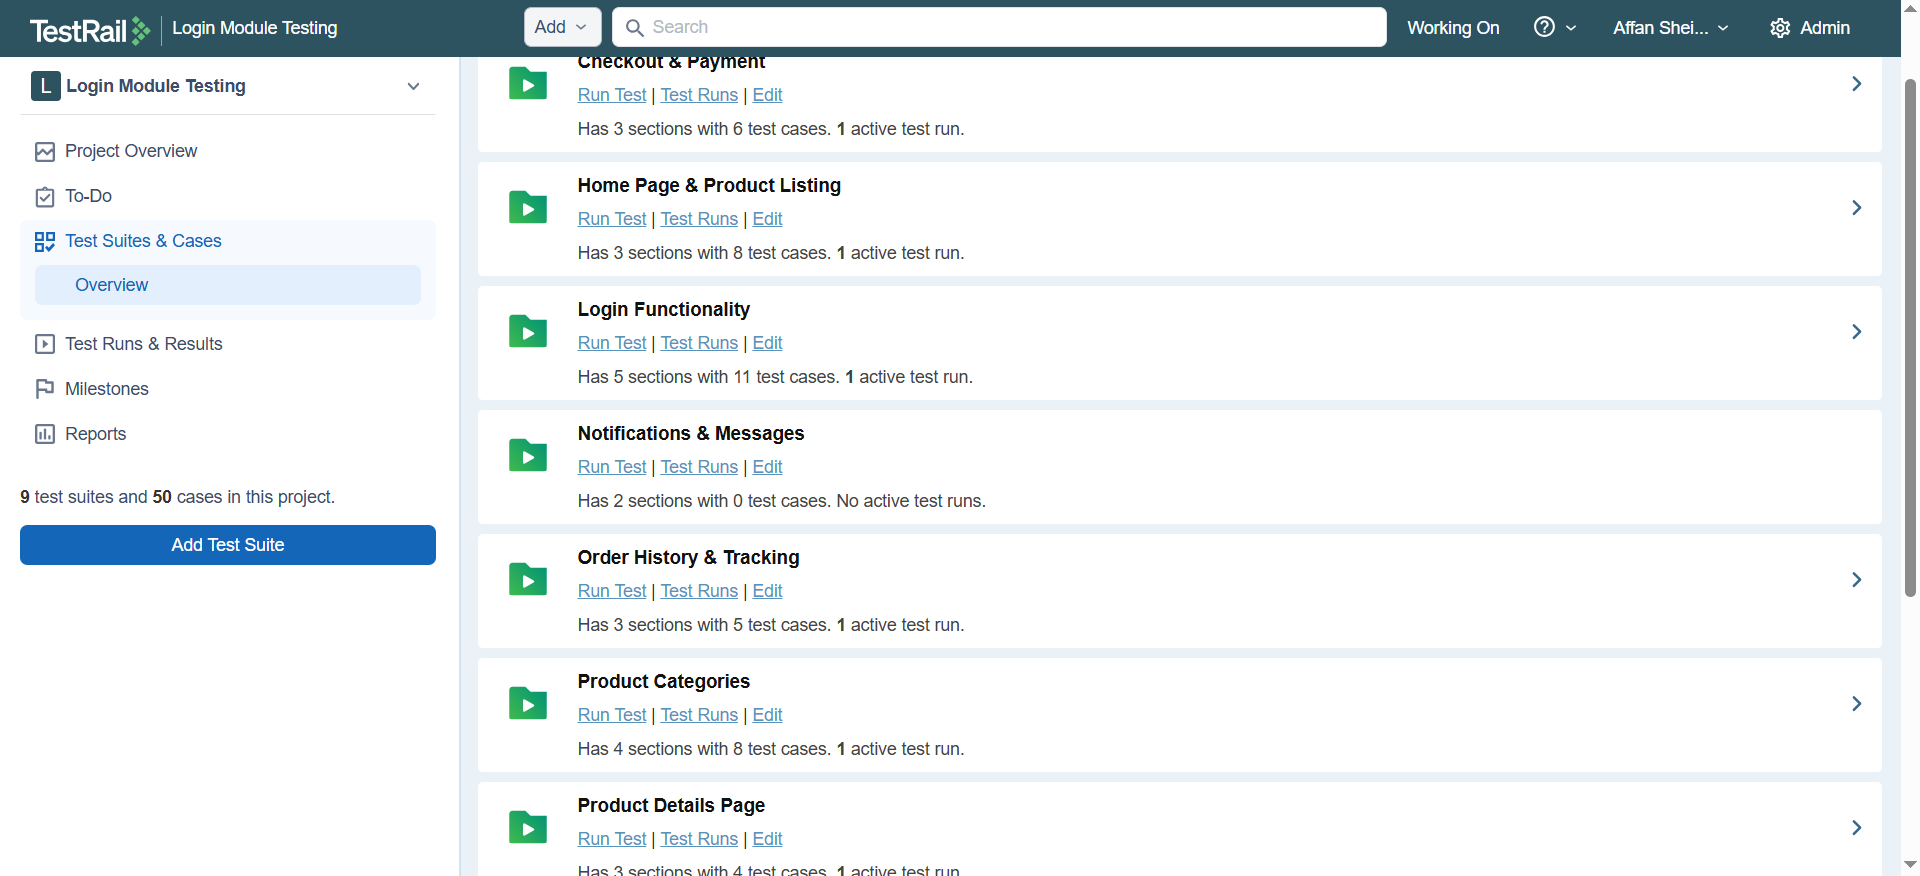 TestRail Login Module Testing Add Search Working On Affan Shei... Admin
L Login Module Testing
Project Overview
To-Do
Test Suites & Cases
Overview
Test Runs & Results
Milestones
Reports
9 test suites and 50 cases in this project.
Add Test Suite
Checkout & Payment
Run Test | Test Runs | Edit
Has 3 sections with 6 test cases. 1 active test run.
Home Page & Product Listing
Run Test | Test Runs | Edit
Has 3 sections with 8 test cases. 1 active test run.
Login Functionality
Run Test | Test Runs | Edit
Has 5 sections with 11 test cases. 1 active test run.
Notifications & Messages
Run Test | Test Runs | Edit
Has 2 sections with 0 test cases. No active test runs.
Order History & Tracking
Run Test | Test Runs | Edit
Has 3 sections with 5 test cases. 1 active test run.
Product Categories
Run Test | Test Runs | Edit
Has 4 sections with 8 test cases. 1 active test run.
Product Details Page
Run Test | Test Runs | Edit
Has 3 sections with 4 test cases. 1 active test run.